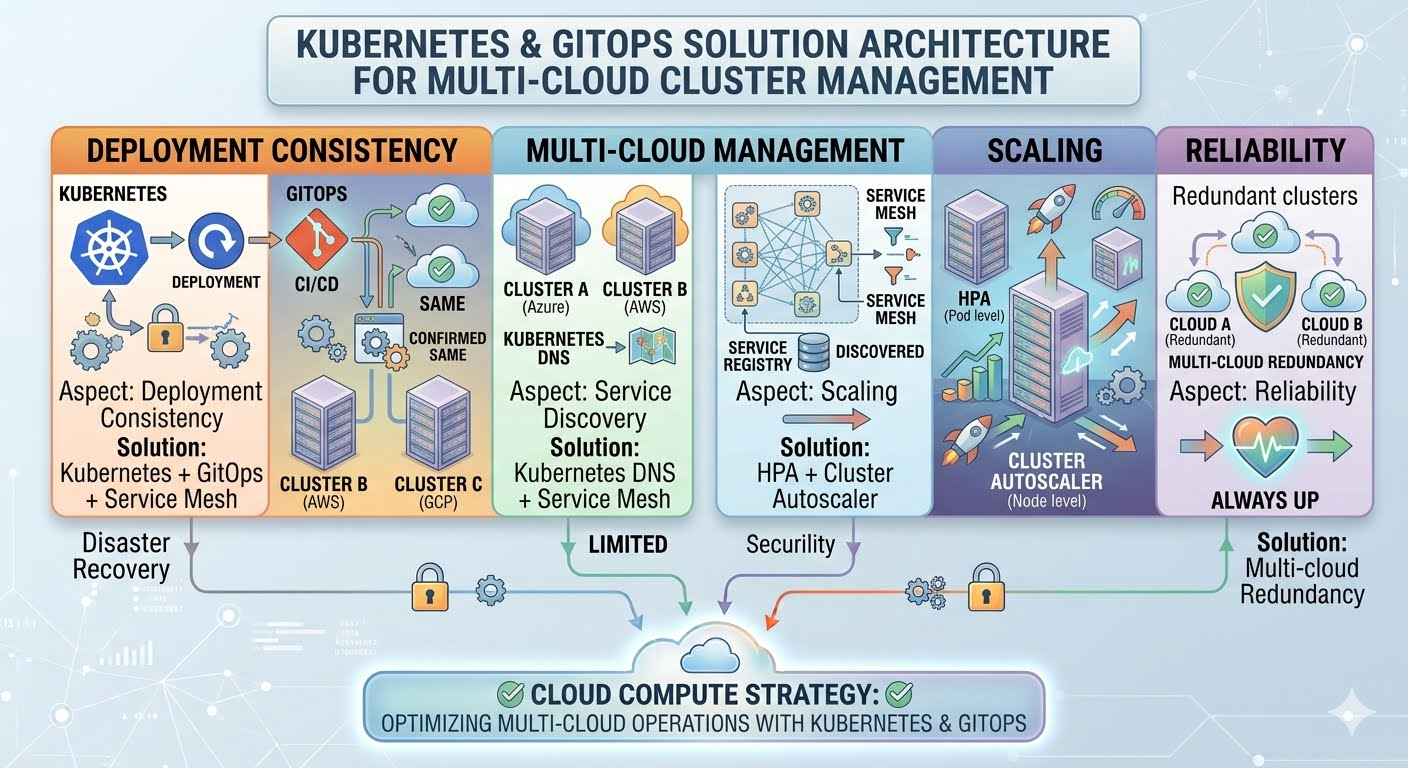 KUBERNETES & GITOPS SOLUTION ARCHITECTURE
FOR MULTI-CLOUD CLUSTER MANAGEMENT
DEPLOYMENT CONSISTENCY
KUBERNETES
DEPLOYMENT
GITOPS
CI/CD
SAME
CONFIRMED
SAME
CLUSTER B
(AWS)
CLUSTER C
(GCP)
Aspect: Deployment
Consistency
Solution:
Kubernetes + GitOps
+ Service Mesh
MULTI-CLOUD MANAGEMENT
CLUSTER A
(Azure)
CLUSTER B
(AWS)
KUBERNETES
DNS
Aspect: Service
Discovery
Solution:
Kubernetes DNS
+ Service Mesh
SERVICE
MESH
SERVICE
MESH
SERVICE
REGISTRY
DISCOVERED
Aspect: Scaling
Solution:
HPA + Cluster
Autoscaler
SCALING
HPA
(Pod level)
CLUSTER
AUTOSCALER
(Node level)
RELIABILITY
Redundant clusters
CLOUD A
(Redundant)
CLOUD B
(Redundant)
MULTI-CLOUD REDUNDANCY
Aspect: Reliability
ALWAYS UP
Disaster
Recovery
LIMITED
Securility
Solution:
Multi-cloud
Redundancy
CLOUD COMPUTE STRATEGY:
OPTIMIZING MULTI-CLOUD OPERATIONS WITH KUBERNETES & GITOPS